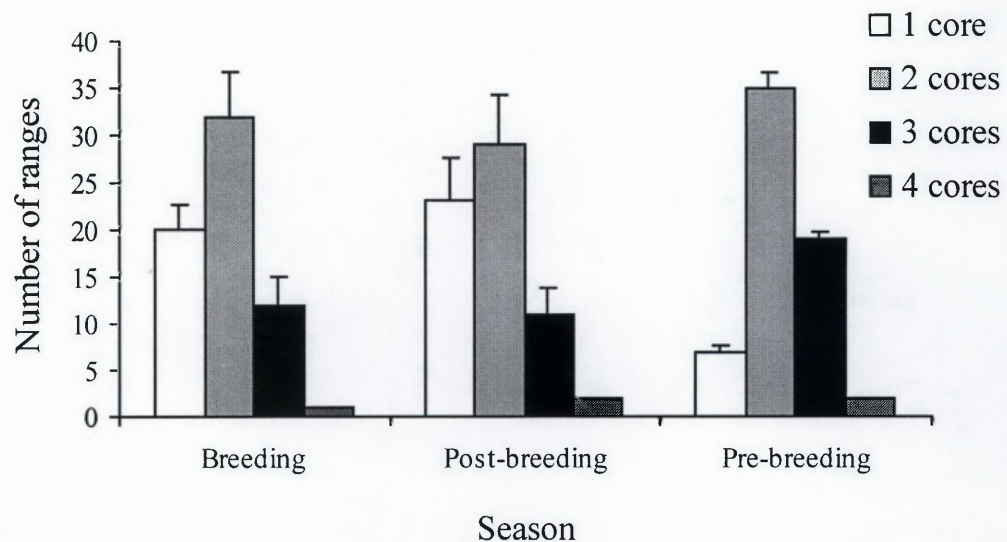 1 core
2 cores
3 cores
4 cores
Number of ranges
40
35
30
25
20
15
10
5
0
Breeding Post-breeding Pre-breeding
Season